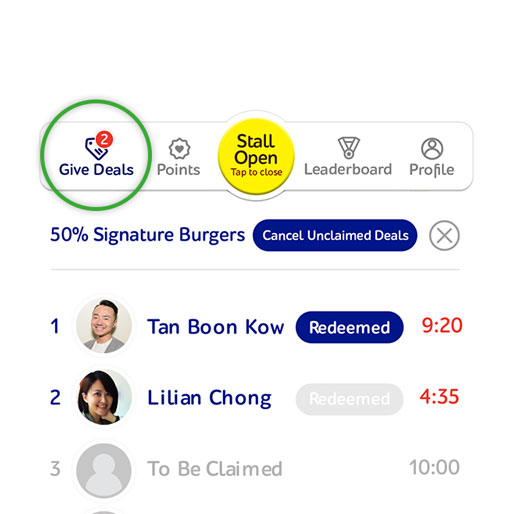 2
Give Deals
Points
Stall
Open
Tap to close
Leaderboard
Profile
50% Signature Burgers
Cancel Unclaimed Deals
1 Tan Boon Kow Redeemed 9:20
2 Lilian Chong Redeemed 4:35
3 To Be Claimed 10:00